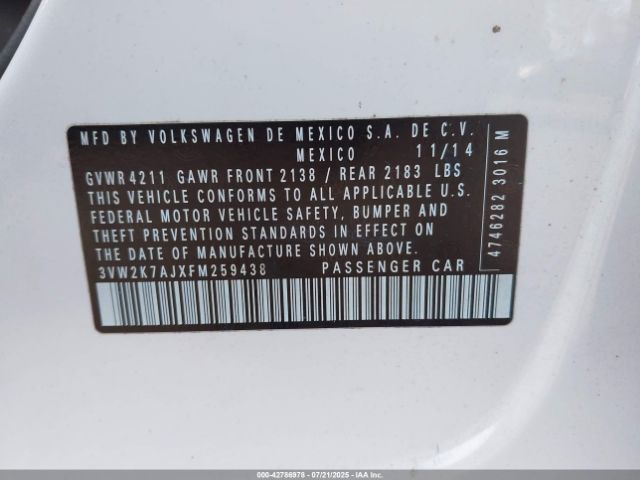 MFD BY VOLKSWAGEN DE MEXICO S.A. DE C.V.
MEXICO 11/14
GVWR 4211 GAWR FRONT 2138 / REAR 2183 LBS
THIS VEHICLE CONFORMS TO ALL APPLICABLE U.S.
FEDERAL MOTOR VEHICLE SAFETY, BUMPER AND
THEFT PREVENTION STANDARDS IN EFFECT ON
THE DATE OF MANUFACTURE SHOWN ABOVE.
3VW2K7AJXFM259438 PASSENGER CAR
4746282 3016 M
000-42786978 07/21/2025 IAA